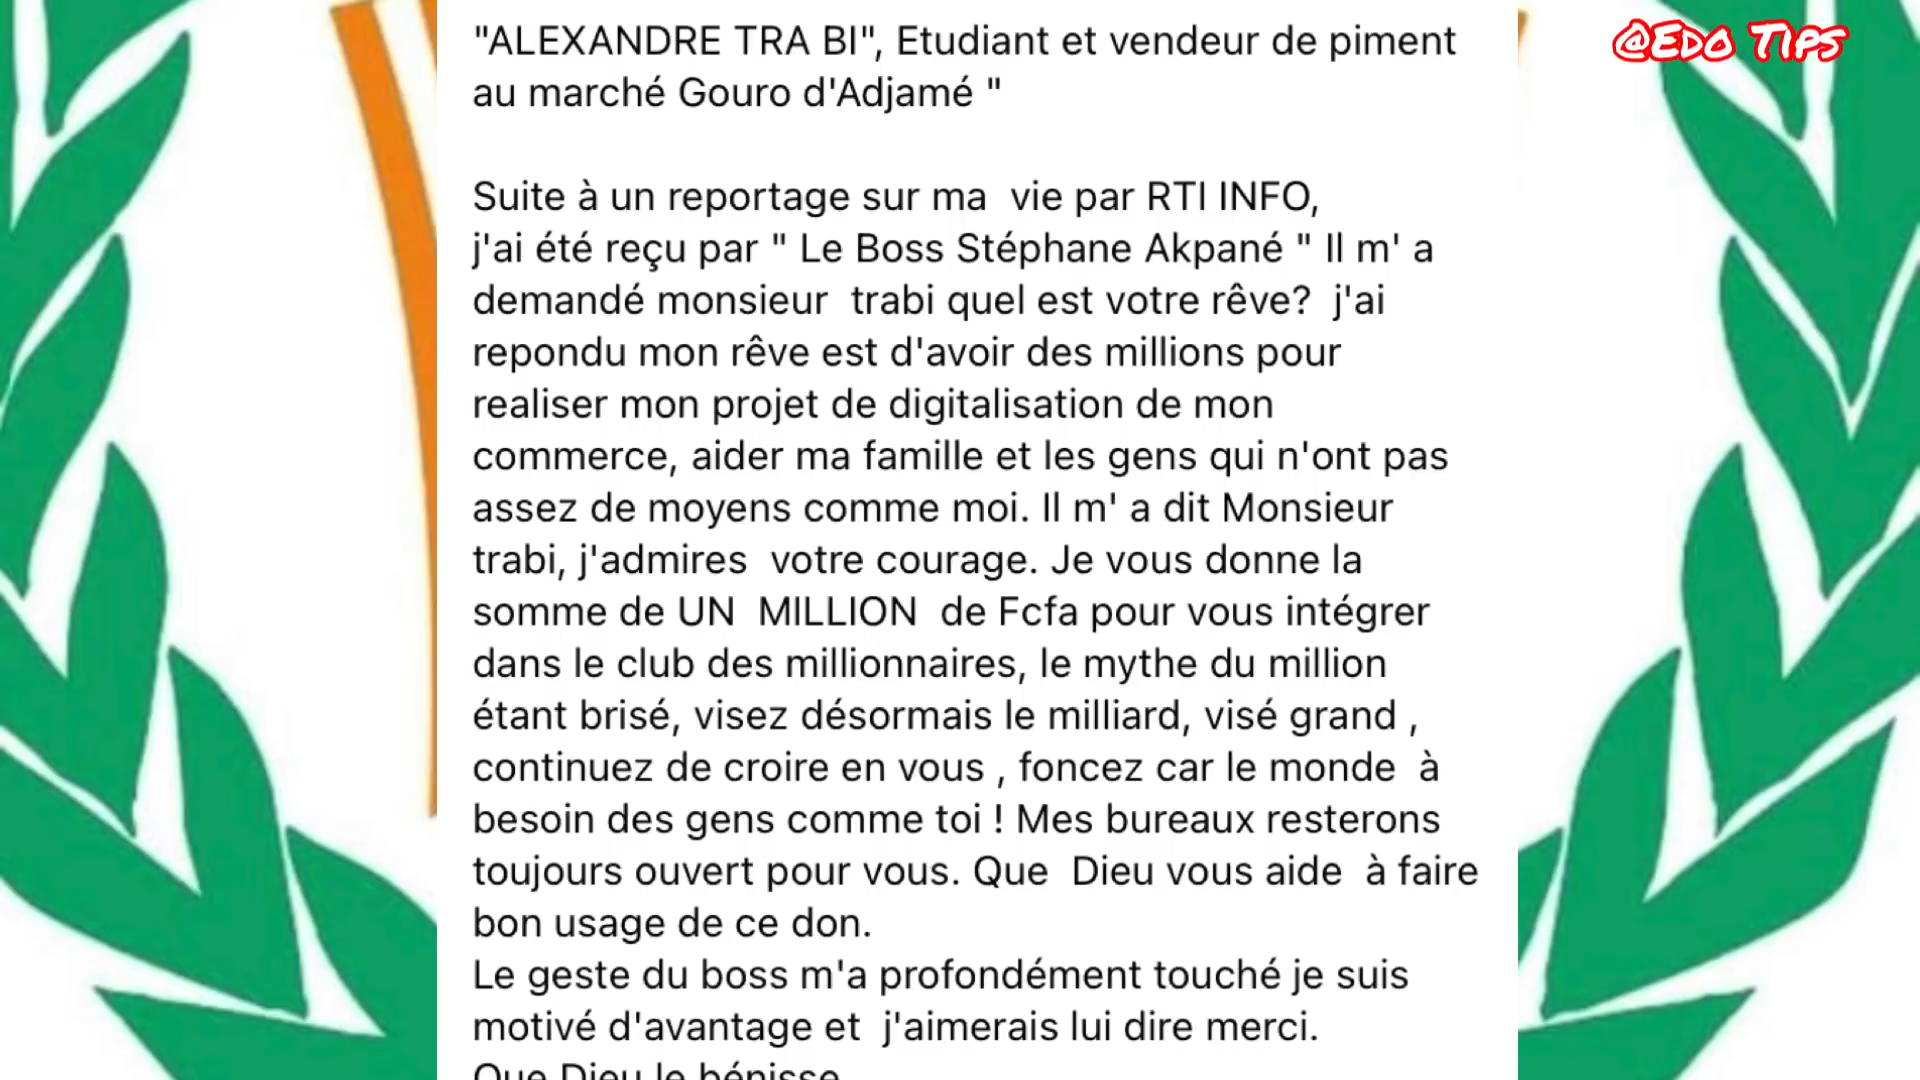 "ALEXANDRE TRA BI", Etudiant et vendeur de piment
au marché Gouro d'Adjamé "
Suite à un reportage sur ma  vie par RTI INFO,
j'ai été reçu par " Le Boss Stéphane Akpané " Il m' a
demandé monsieur  trabi quel est votre rêve?  j'ai
repondu mon rêve est d'avoir des millions pour
realiser mon projet de digitalisation de mon
commerce, aider ma famille et les gens qui n'ont pas
assez de moyens comme moi. Il m' a dit Monsieur
trabi, j'admires  votre courage. Je vous donne la
somme de UN  MILLION  de Fcfa pour vous intégrer
dans le club des millionnaires, le mythe du million
étant brisé, visez désormais le milliard, visé grand ,
continuez de croire en vous , foncez car le monde  à
besoin des gens comme toi ! Mes bureaux resterons
toujours ouvert pour vous. Que  Dieu vous aide  à faire
bon usage de ce don.
Le geste du boss m'a profondément touché je suis
motivé d'avantage et  j'aimerais lui dire merci.
Que Dieu le bénisse
@Edo Tips